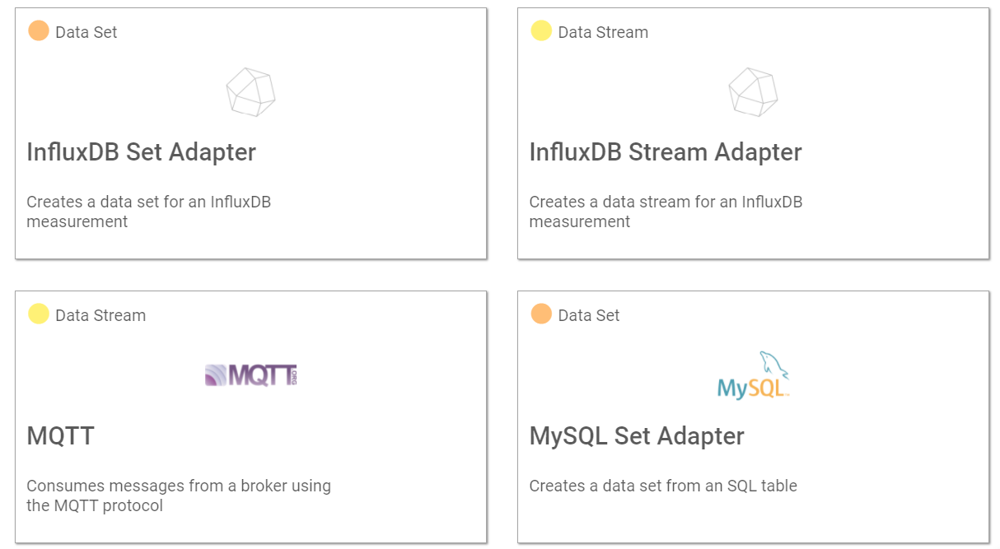 Data Set
InfluxDB Set Adapter
Creates a data set for an InfluxDB
measurement
Data Stream
InfluxDB Stream Adapter
Creates a data stream for an InfluxDB
measurement
Data Stream
MQTT.ORG
MQTT
Consumes messages from a broker using
the MQTT protocol
Data Set
MySQL
MySQL Set Adapter
Creates a data set from an SQL table